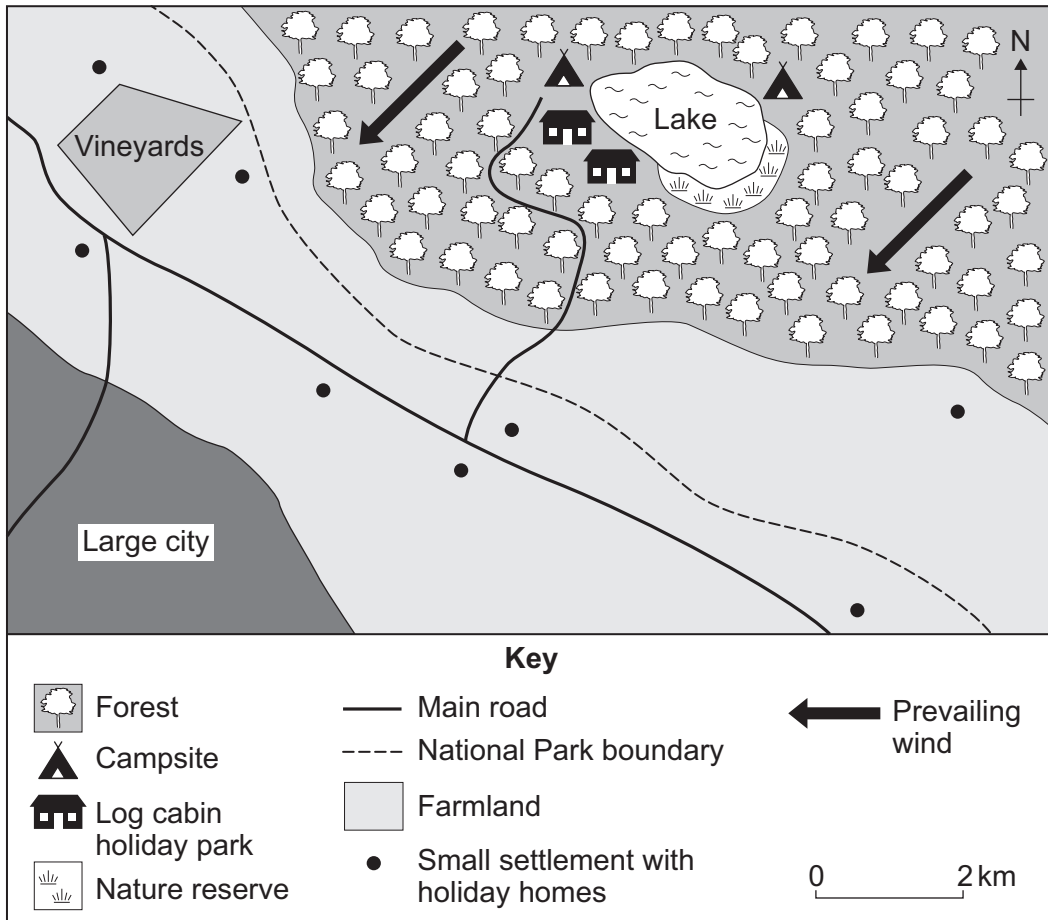 N
Lake
Vineyards
Large city
Key
Forest
Campsite
Log cabin
holiday park
Nature reserve
Main road
National Park boundary
Farmland
Small settlement with
holiday homes
Prevailing
wind
0
2 km